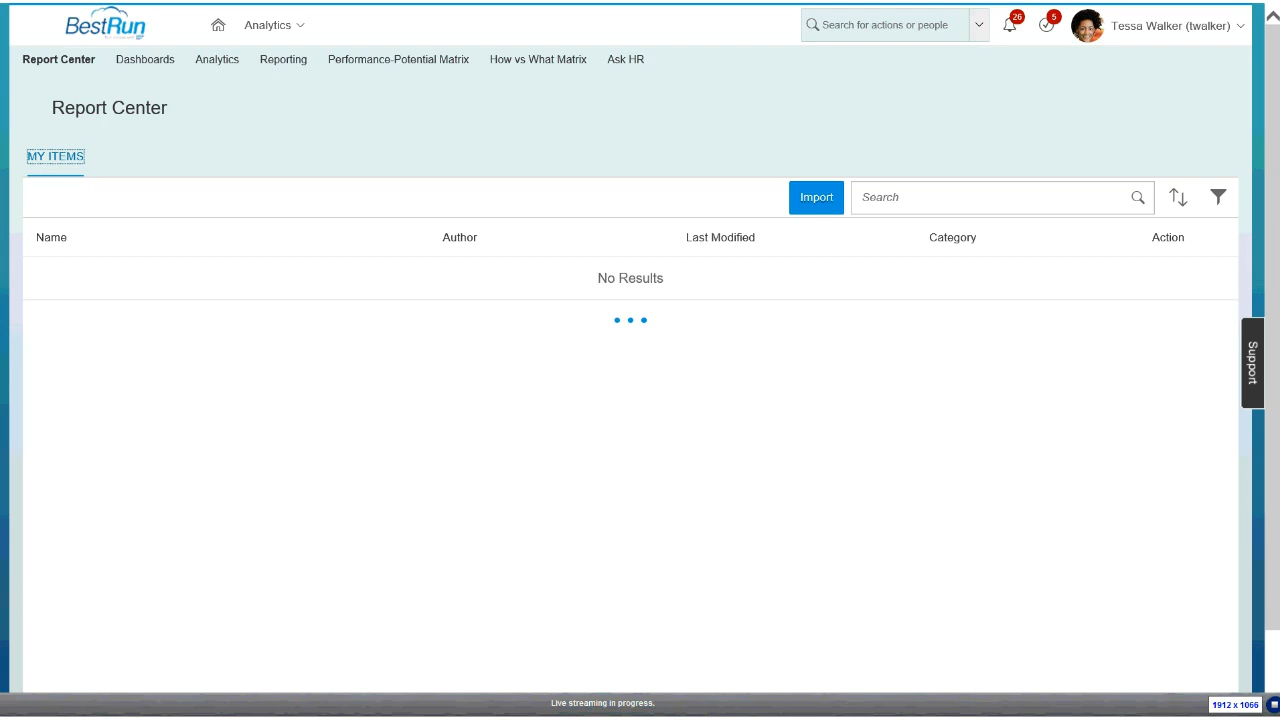 BestRun
Analytics
Search for actions or people
26
5
Tessa Walker (twalker)
Report Center Dashboards Analytics Reporting Performance-Potential Matrix How vs What Matrix Ask HR
Report Center
MY ITEMS
Import
Search
Name Author Last Modified Category Action
No Results
Support
Live streaming in progress.
1912 x 1066